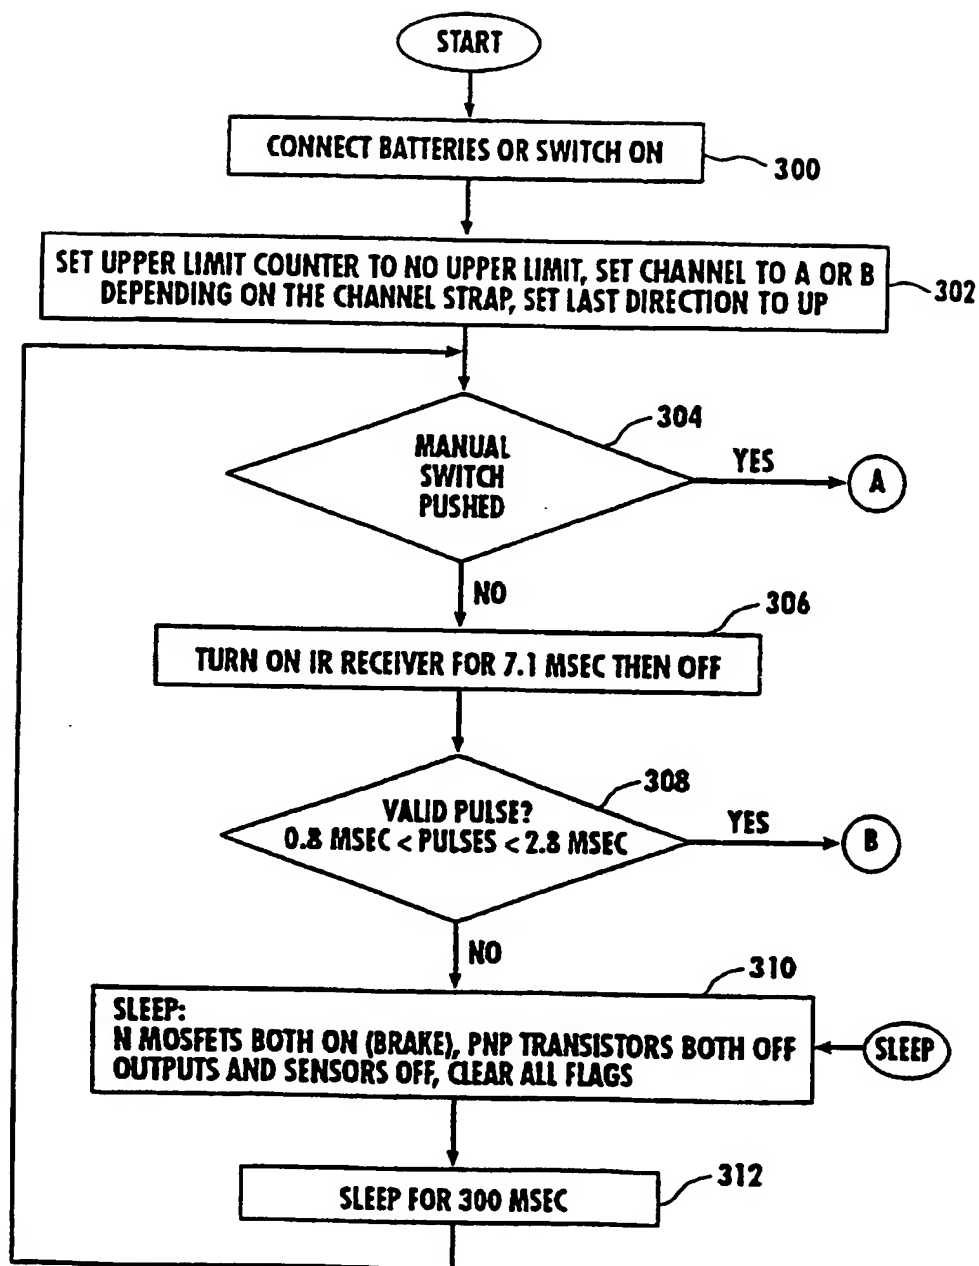 START
CONNECT BATTERIES OR SWITCH ON
300
SET UPPER LIMIT COUNTER TO NO UPPER LIMIT, SET CHANNEL TO A OR B
DEPENDING ON THE CHANNEL STRAP, SET LAST DIRECTION TO UP
302
304
MANUAL
SWITCH
PUSHED
YES
A
NO
306
TURN ON IR RECEIVER FOR 7.1 MSEC THEN OFF
308
VALID PULSE?
0.8 MSEC < PULSES < 2.8 MSEC
YES
B
NO
310
SLEEP:
N MOSFETS BOTH ON (BRAKE), PNP TRANSISTORS BOTH OFF
OUTPUTS AND SENSORS OFF, CLEAR ALL FLAGS
SLEEP
312
SLEEP FOR 300 MSEC